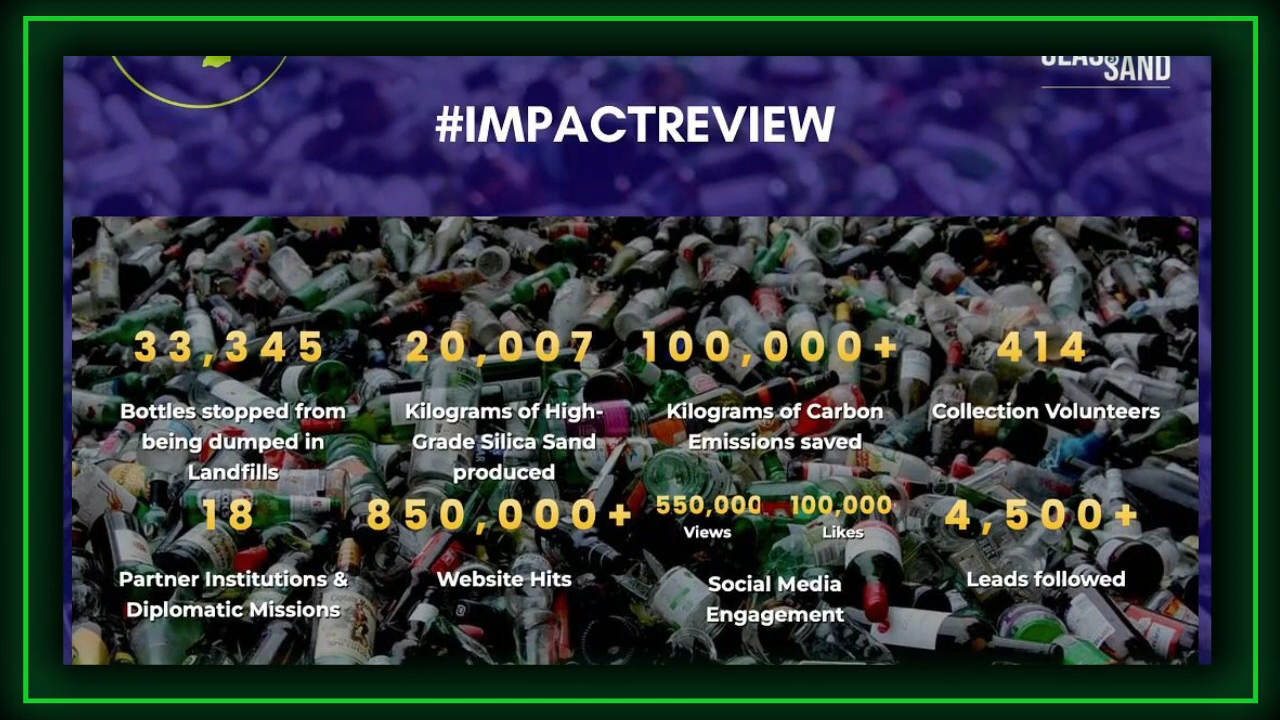 SAND
#IMPACTREVIEW
33,345
20,007
100,000+
414
Bottles stopped from
being dumped in
Landfills
Kilograms of High-
Grade Silica Sand
produced
Kilograms of Carbon
Emissions saved
Collection Volunteers
18
850,000+
550,000
Views
100,000
Likes
4,500+
Partner Institutions &
Diplomatic Missions
Website Hits
Social Media
Engagement
Leads followed